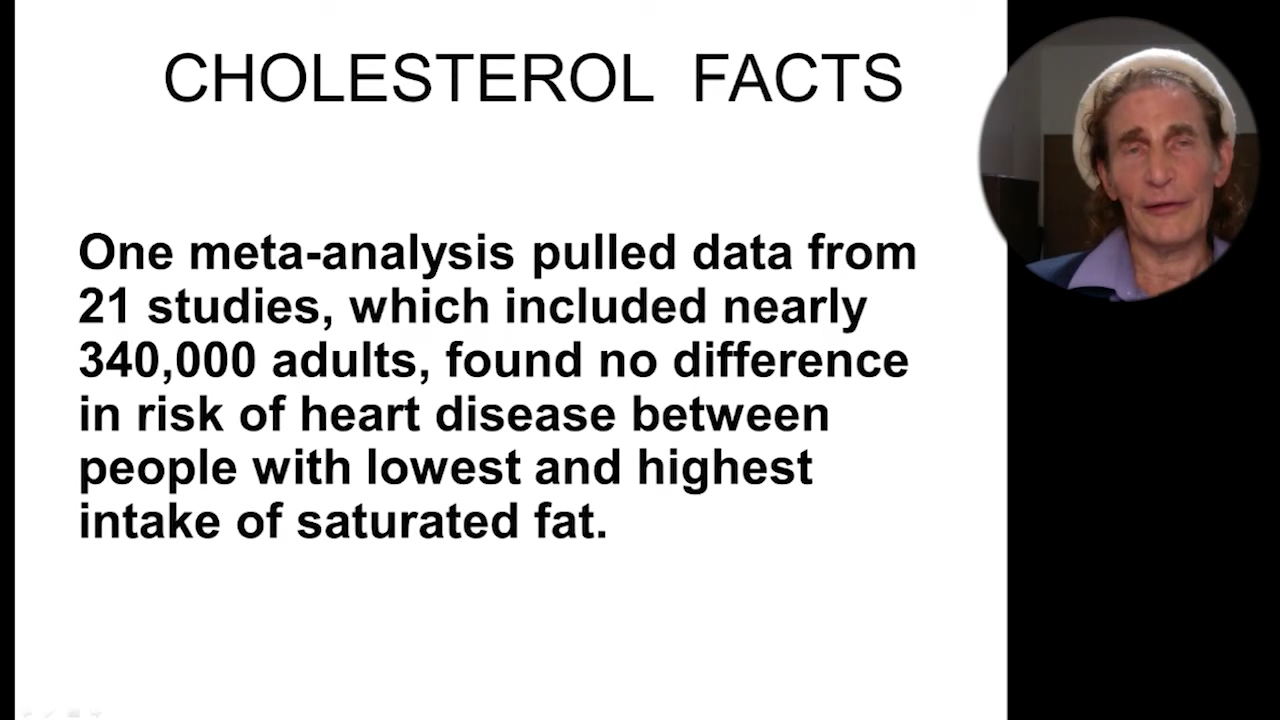 CHOLESTEROL FACTS
One meta-analysis pulled data from
21 studies, which included nearly
340,000 adults, found no difference
in risk of heart disease between
people with lowest and highest
intake of saturated fat.